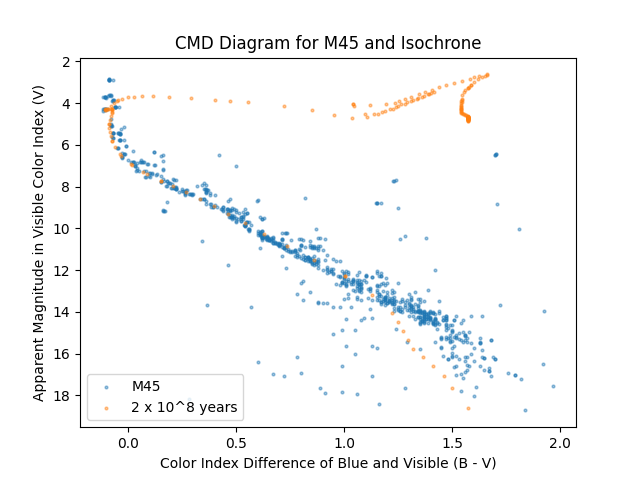 CMD Diagram for M45 and Isochrone
Apparent Magnitude in Visible Color Index (V)
2
4
6
8
10
12
14
16
18
M45
2 x 10^8 years
0.0 0.5 1.0 1.5 2.0
Color Index Difference of Blue and Visible (B - V)